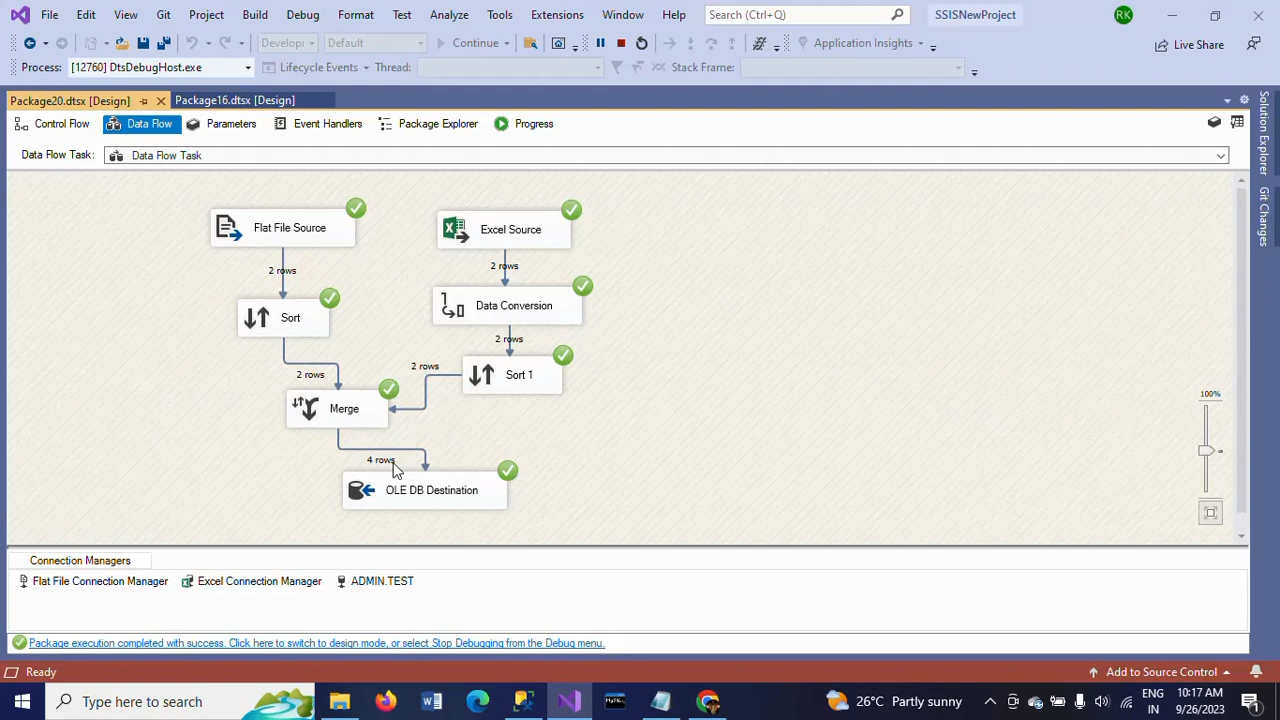 File Edit View Git Project Build Debug Format Test Analyze Tools Extensions Window Help Search (Ctrl+Q) SSISNewProject RK
Developi Default Continue Application Insights Live Share
Process: [12760] DtsDebugHost.exe Lifecycle Events Thread: Stack Frame:
Package20.dtsx [Design] Package16.dtsx [Design]
Control Flow Data Flow Parameters Event Handlers Package Explorer Progress
Data Flow Task: Data Flow Task
Solution Explorer
Git Changes
Flat File Source Excel Source
2 rows 2 rows
Sort Data Conversion
2 rows
2 rows 2 rows Sort 1
Merge
4 rows
OLE DB Destination
100%
Connection Managers
Flat File Connection Manager Excel Connection Manager ADMIN.TEST
Package execution completed with success. Click here to switch to design mode, or select Stop Debugging from the Debug menu.
Ready Add to Source Control
Type here to search MySQL 26°C Partly sunny ENG IN 10:17 AM 9/26/2023 1